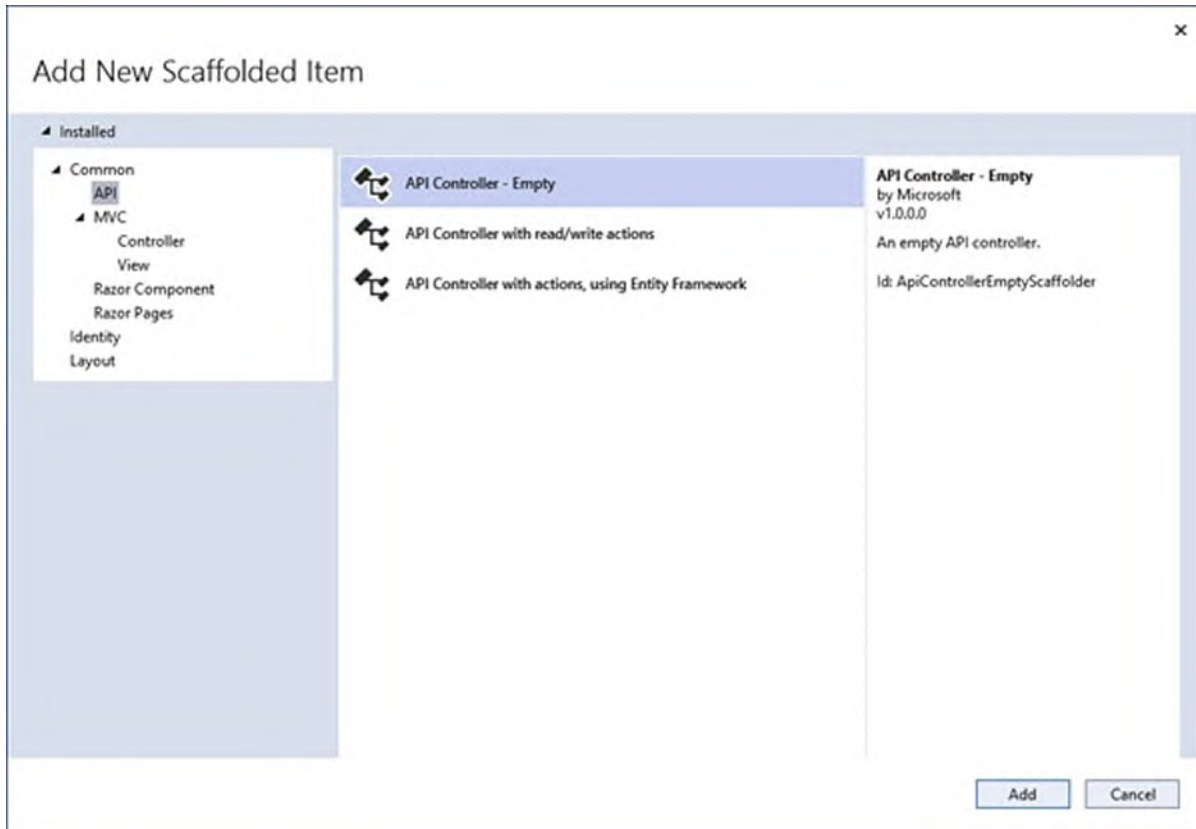 Add New Scaffolded Item
Installed
Common
API
MVC
Controller
View
Razor Component
Razor Pages
Identity
Layout
API Controller - Empty
API Controller with read/write actions
API Controller with actions, using Entity Framework
API Controller - Empty
by Microsoft
v1.0.0.0
An empty API controller.
Id: ApiControllerEmptyScaffolder
Add
Cancel